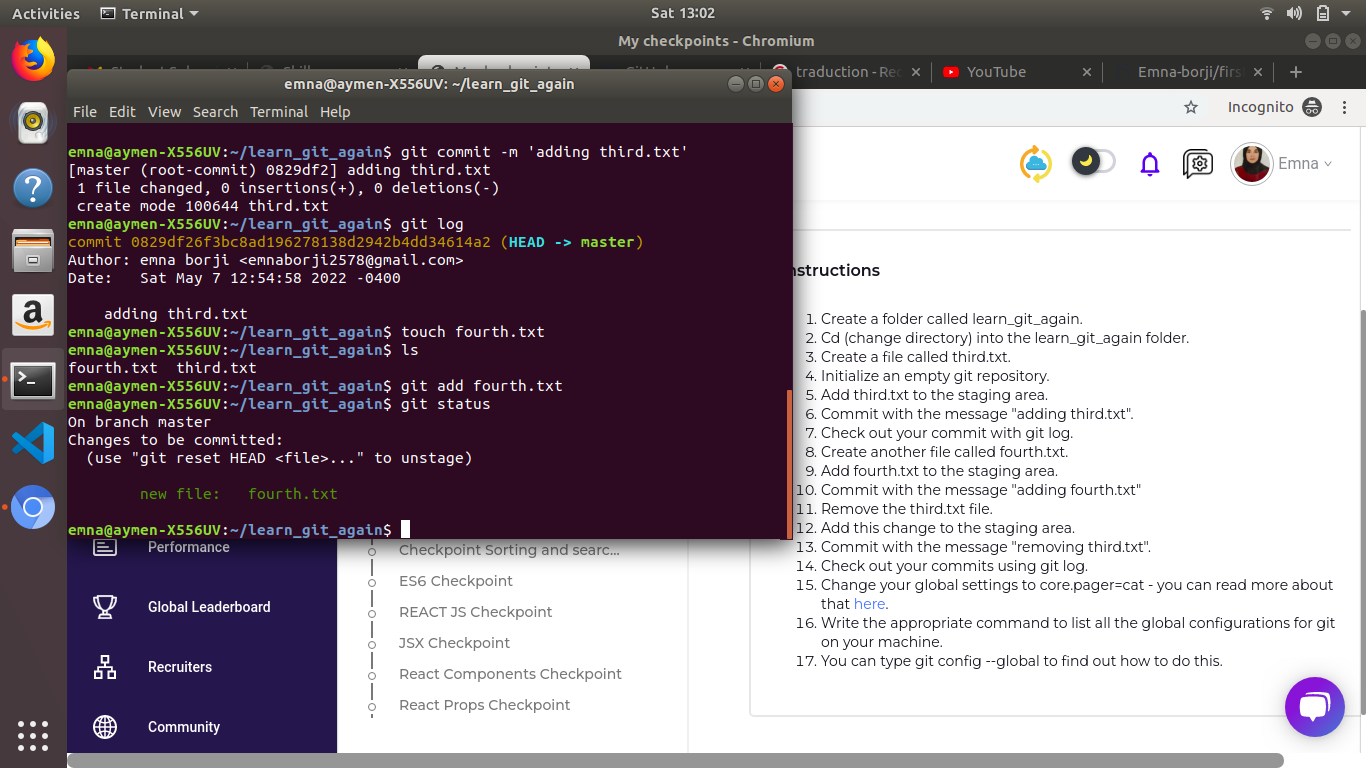 Activities Terminal Sat 13:02
My checkpoints - Chromium
traduction - Rec YouTube Emna-borji/firs
emna@aymen-X556UV: ~/learn_git_again
File Edit View Search Terminal Help
Incognito
Emna
emna@aymen-X556UV:~/learn_git_again$ git commit -m 'adding third.txt'
[master (root-commit) 0829df2] adding third.txt
1 file changed, 0 insertions(+), 0 deletions(-)
create mode 100644 third.txt
emna@aymen-X556UV:~/learn_git_again$ git log
commit 0829df26f3bc8ad196278138d2942b4dd34614a2 (HEAD -> master)
Author: emna borji <emnaborji2578@gmail.com>
Date: Sat May 7 12:54:58 2022 -0400
adding third.txt
emna@aymen-X556UV:~/learn_git_again$ touch fourth.txt
emna@aymen-X556UV:~/learn_git_again$ ls
fourth.txt third.txt
emna@aymen-X556UV:~/learn_git_again$ git add fourth.txt
emna@aymen-X556UV:~/learn_git_again$ git status
On branch master
Changes to be committed:
(use "git reset HEAD <file>..." to unstage)
new file: fourth.txt
emna@aymen-X556UV:~/learn_git_again$
Performance
Global Leaderboard
Recruiters
Community
Checkpoint Sorting and searc...
ES6 Checkpoint
REACT JS Checkpoint
JSX Checkpoint
React Components Checkpoint
React Props Checkpoint
nstructions
1. Create a folder called learn_git_again.
2. Cd (change directory) into the learn_git_again folder.
3. Create a file called third.txt.
4. Initialize an empty git repository.
5. Add third.txt to the staging area.
6. Commit with the message "adding third.txt".
7. Check out your commit with git log.
8. Create another file called fourth.txt.
9. Add fourth.txt to the staging area.
10. Commit with the message "adding fourth.txt"
11. Remove the third.txt file.
12. Add this change to the staging area.
13. Commit with the message "removing third.txt".
14. Check out your commits using git log.
15. Change your global settings to core.pager=cat - you can read more about
that here.
16. Write the appropriate command to list all the global configurations for git
on your machine.
17. You can type git config --global to find out how to do this.